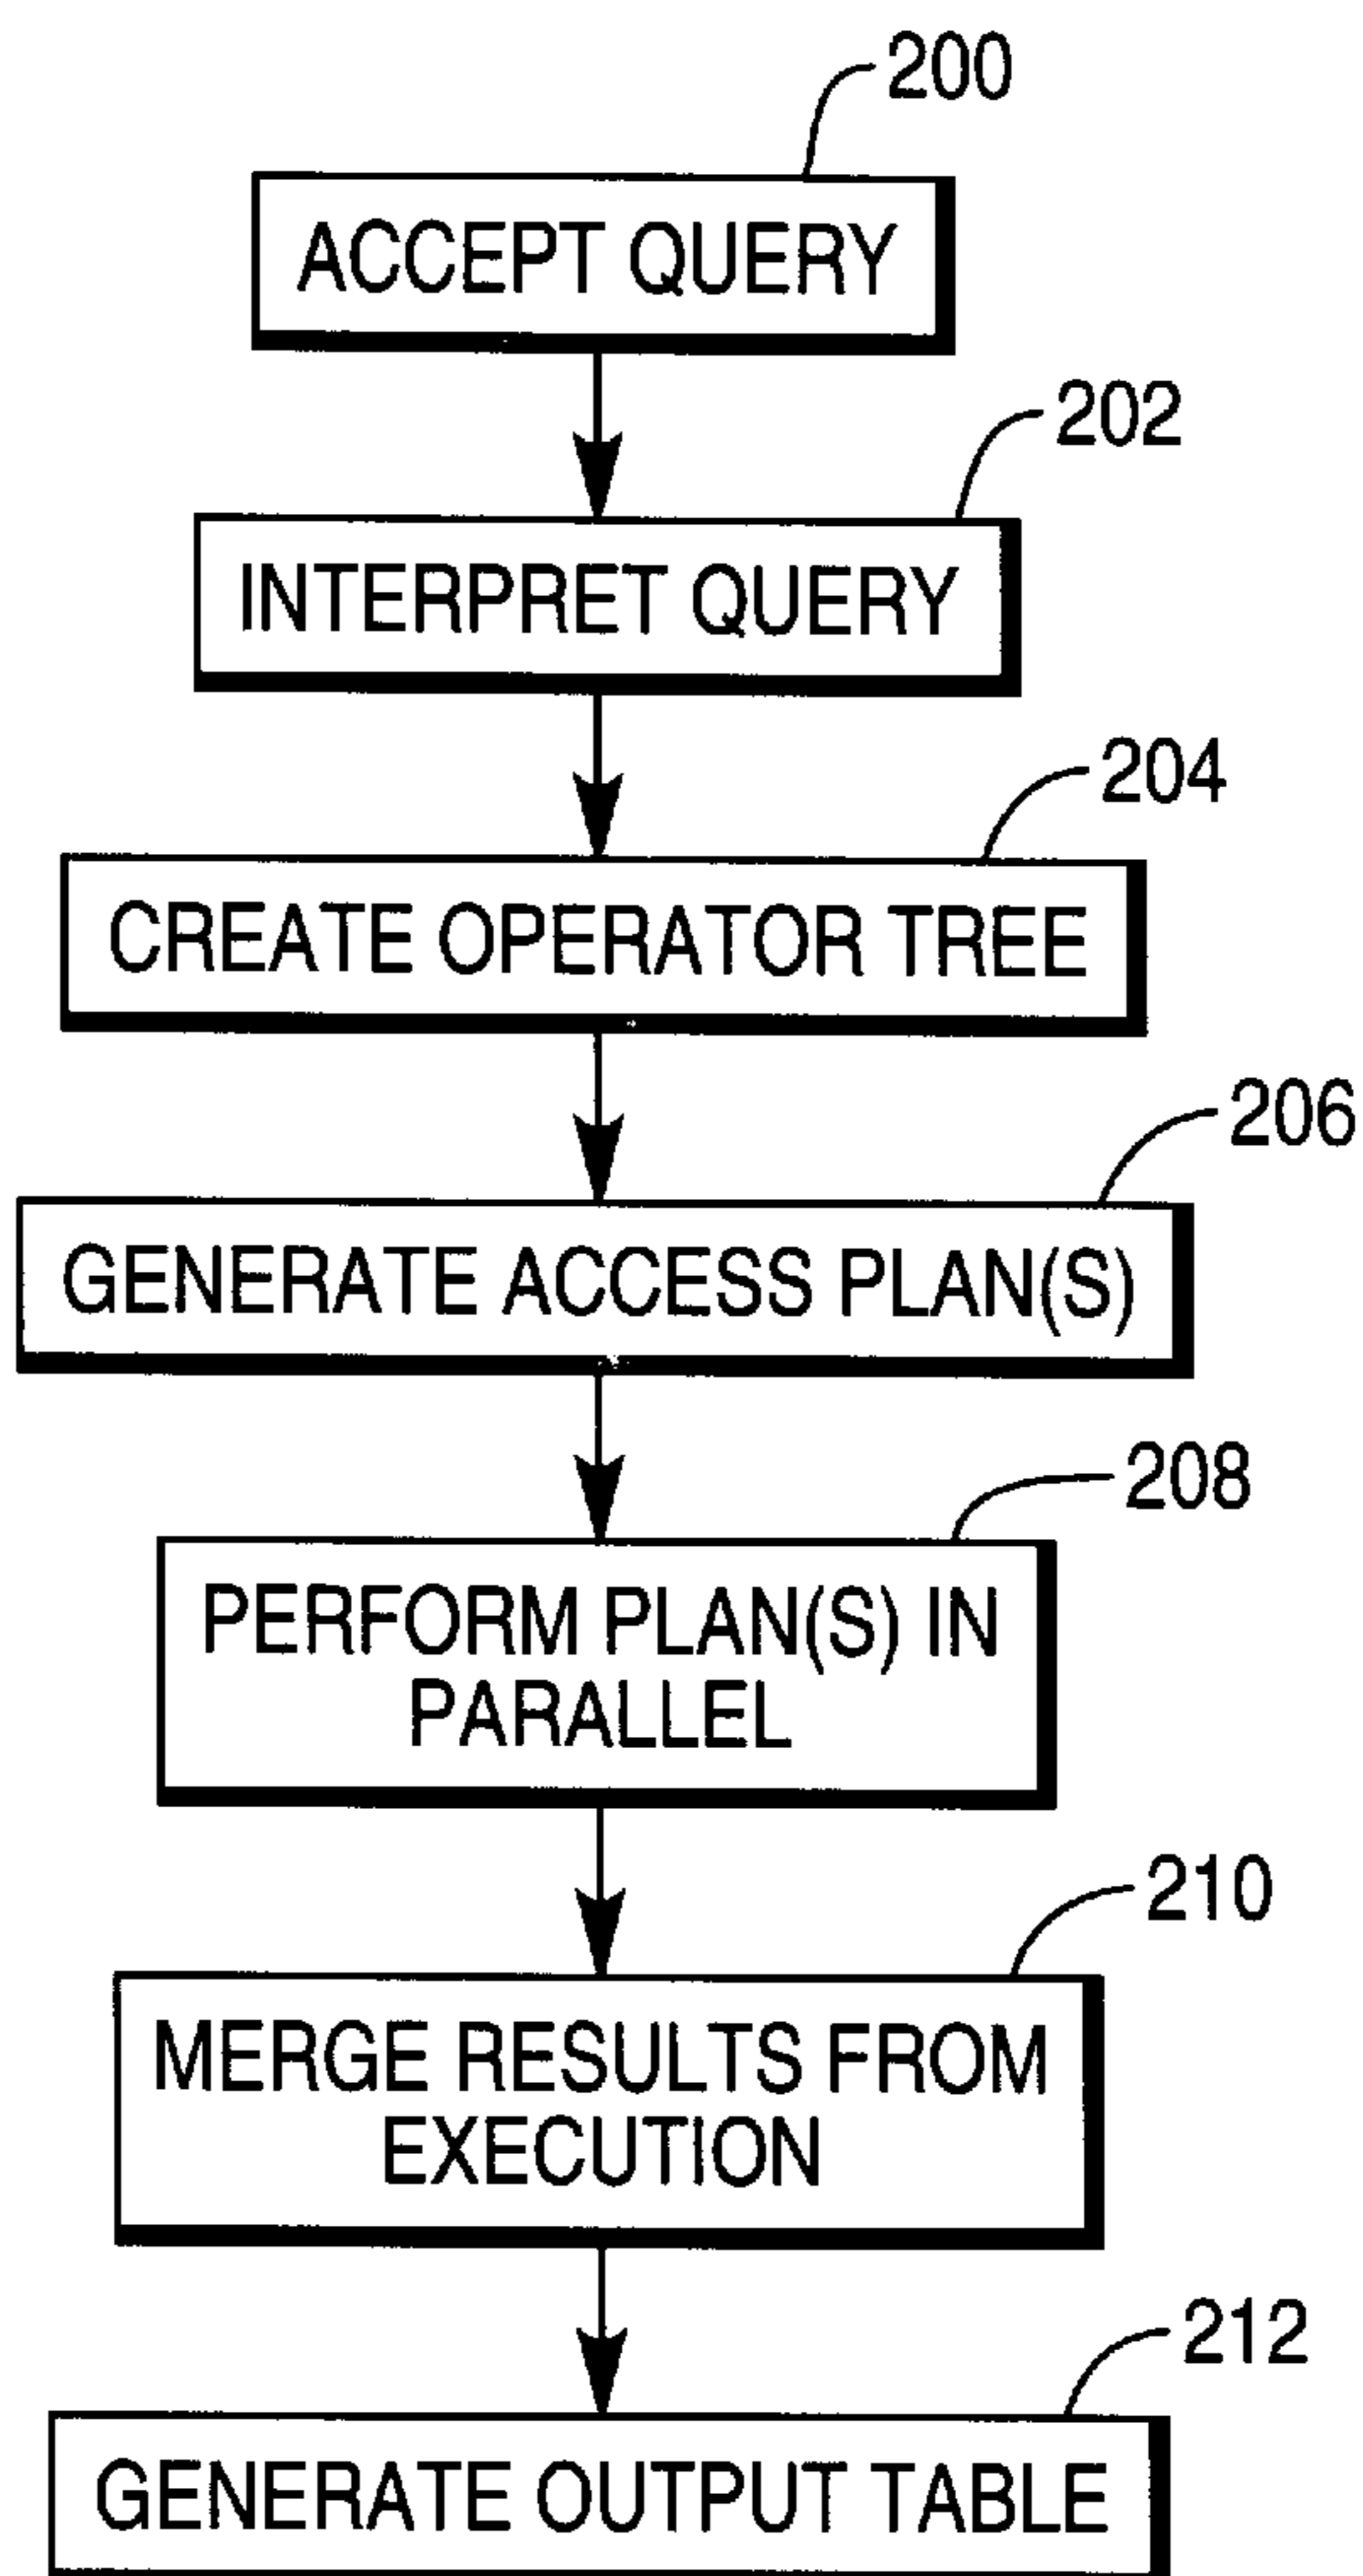 200
ACCEPT QUERY
202
INTERPRET QUERY
204
CREATE OPERATOR TREE
206
GENERATE ACCESS PLAN(S)
208
PERFORM PLAN(S) IN
PARALLEL
210
MERGE RESULTS FROM
EXECUTION
212
GENERATE OUTPUT TABLE